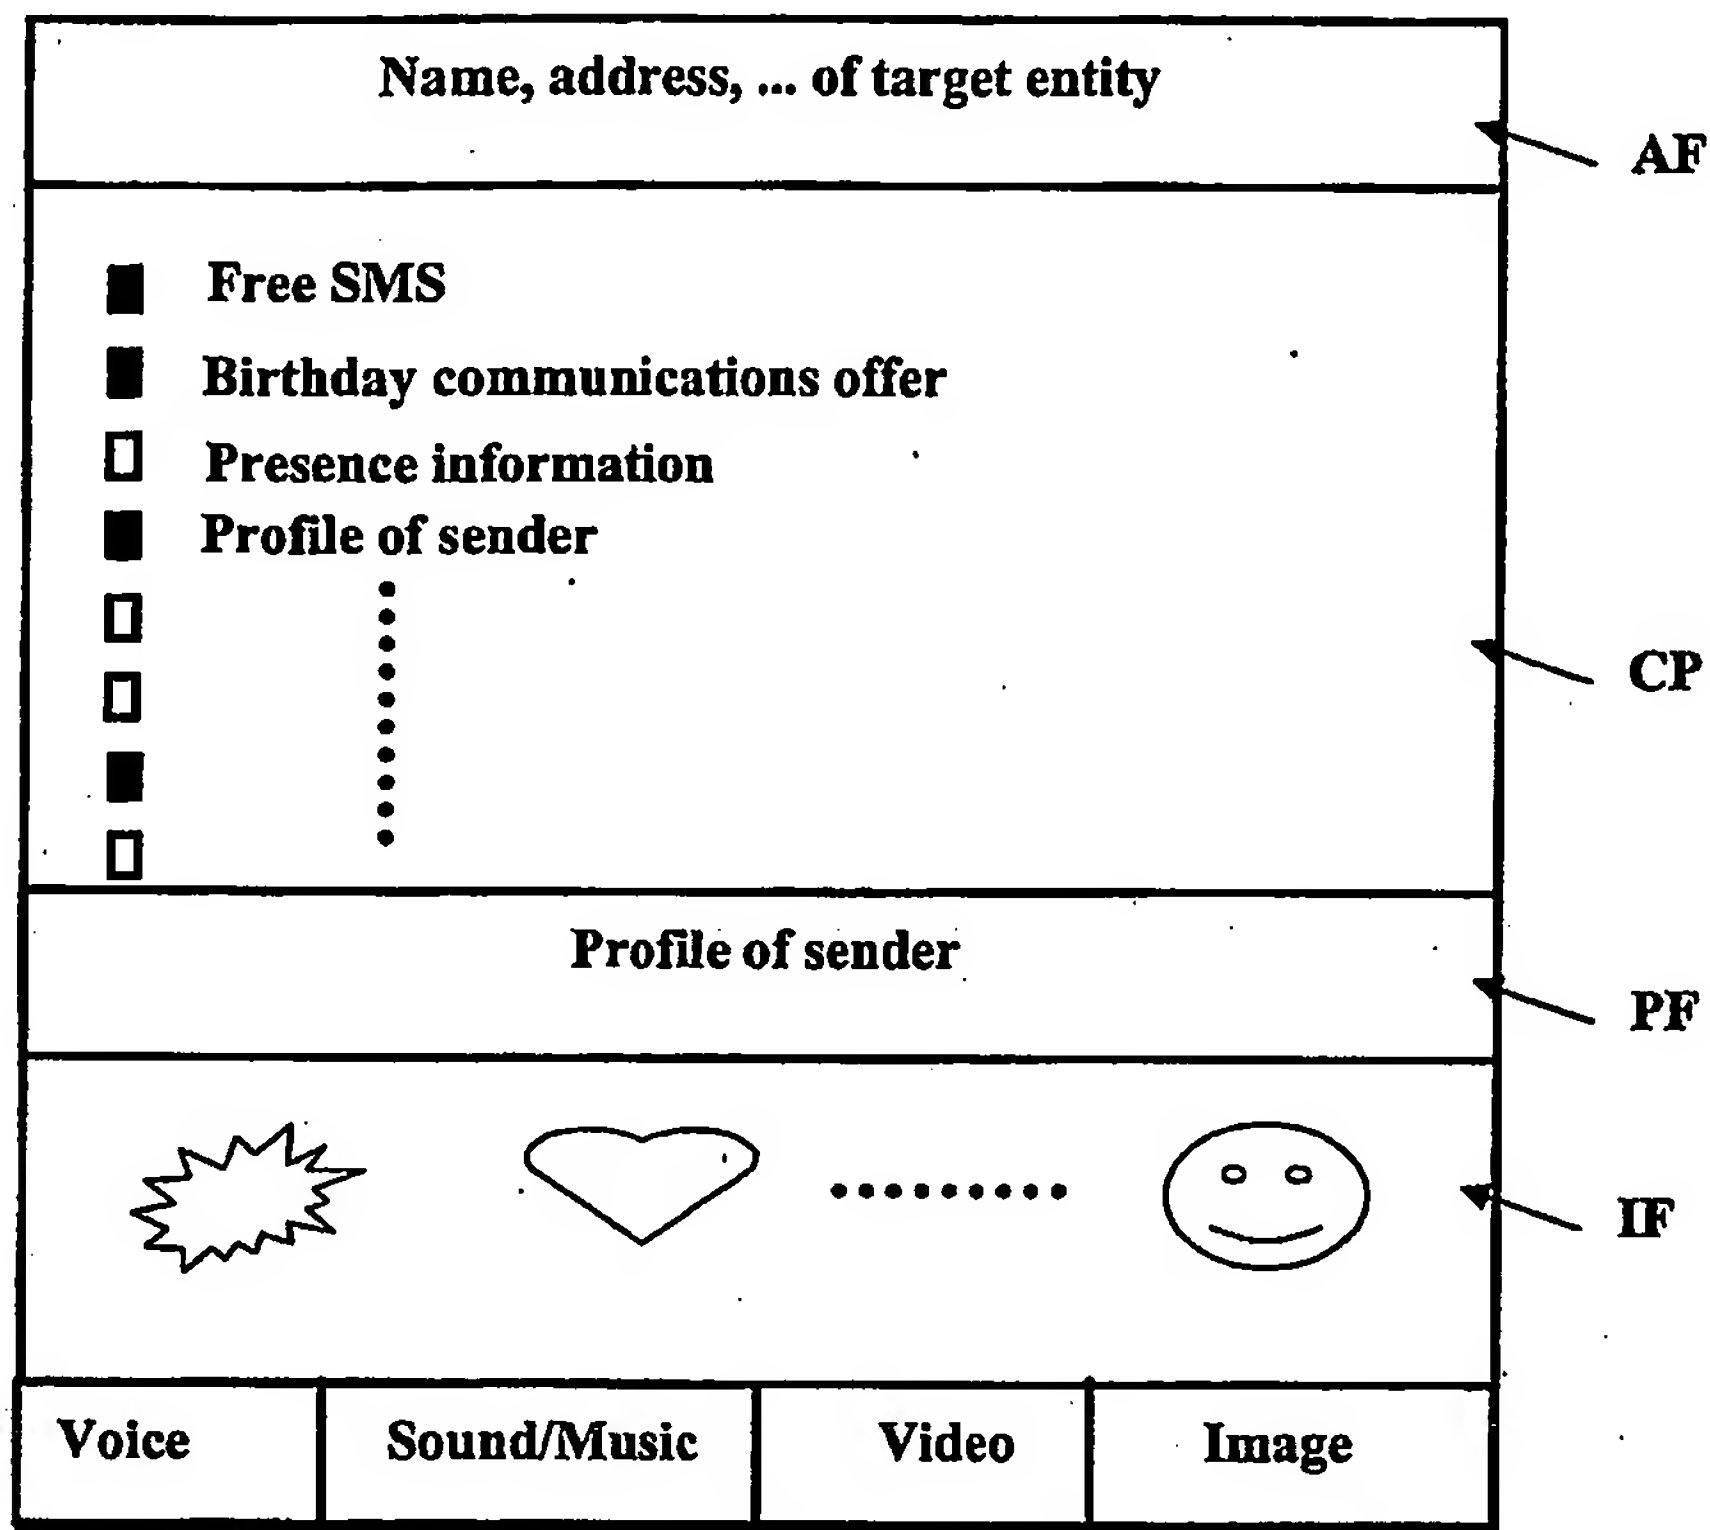 Name, address, ... of target entity
AF
Free SMS
Birthday communications offer
Presence information
Profile of sender
CP
Profile of sender
PF
IF
Voice Sound/Music Video Image